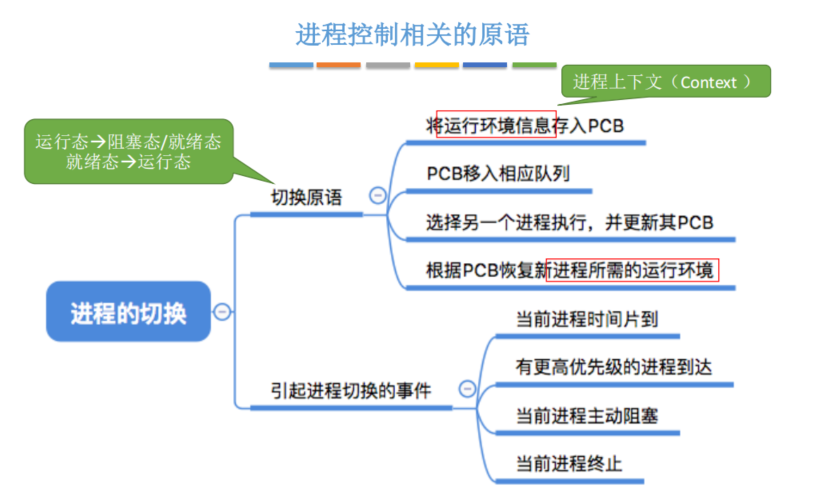 进程控制相关的原语
进程上下文（Context ）
运行态→阻塞态/就绪态
就绪态→运行态
将运行环境信息存入PCB
PCB移入相应队列
切换原语
选择另一个进程执行，并更新其PCB
根据PCB恢复新进程所需的运行环境
进程的切换
当前进程时间片到
有更高优先级的进程到达
引起进程切换的事件
当前进程主动阻塞
当前进程终止